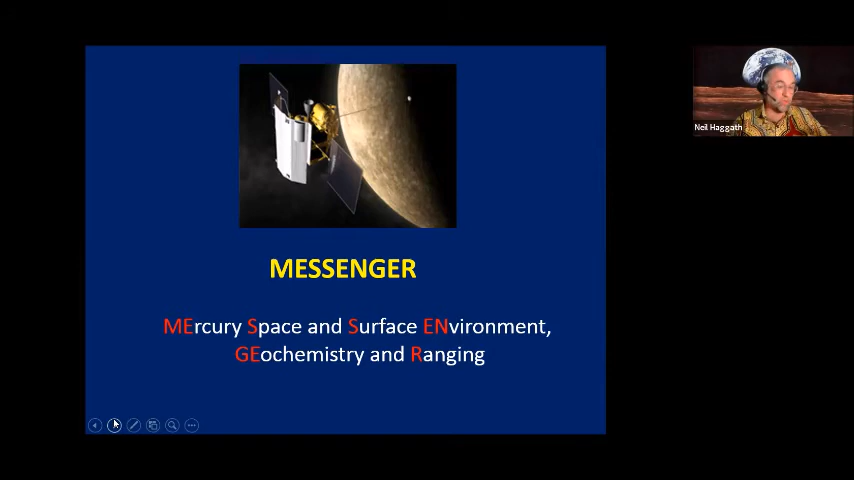 MESSENGER
MErcury Space and Surface ENvironment,
GEochemistry and Ranging
Neil Haggath